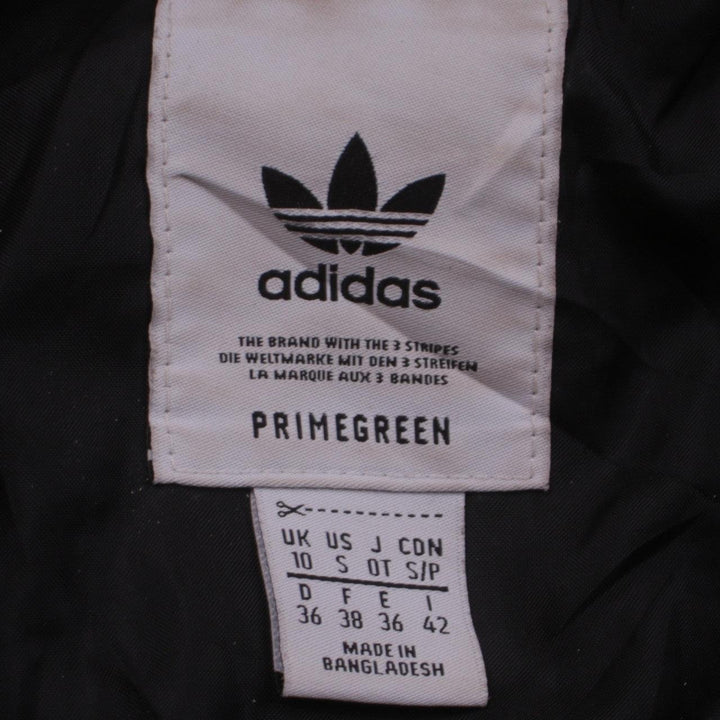 adidas
THE BRAND WITH THE 3 STRIPES
DIE WELTMARKE MIT DEN 3 STREIFEN
LA MARQUE AUX 3 BANDES
PRIMEGREEN
UK US J CDN
10 S OT S/P
D F E I
36 38 36 42
MADE IN
BANGLADESH